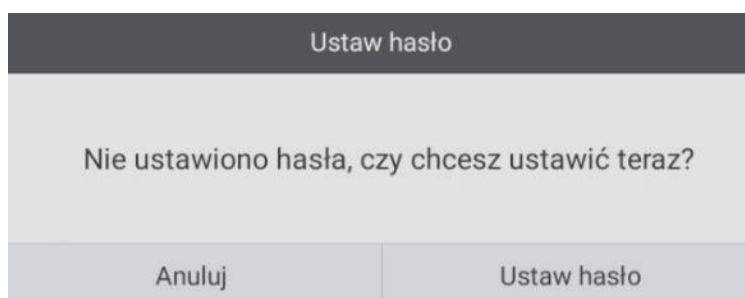 Ustaw hasło
Nie ustawiono hasła, czy chcesz ustawić teraz?
Anuluj
Ustaw hasło